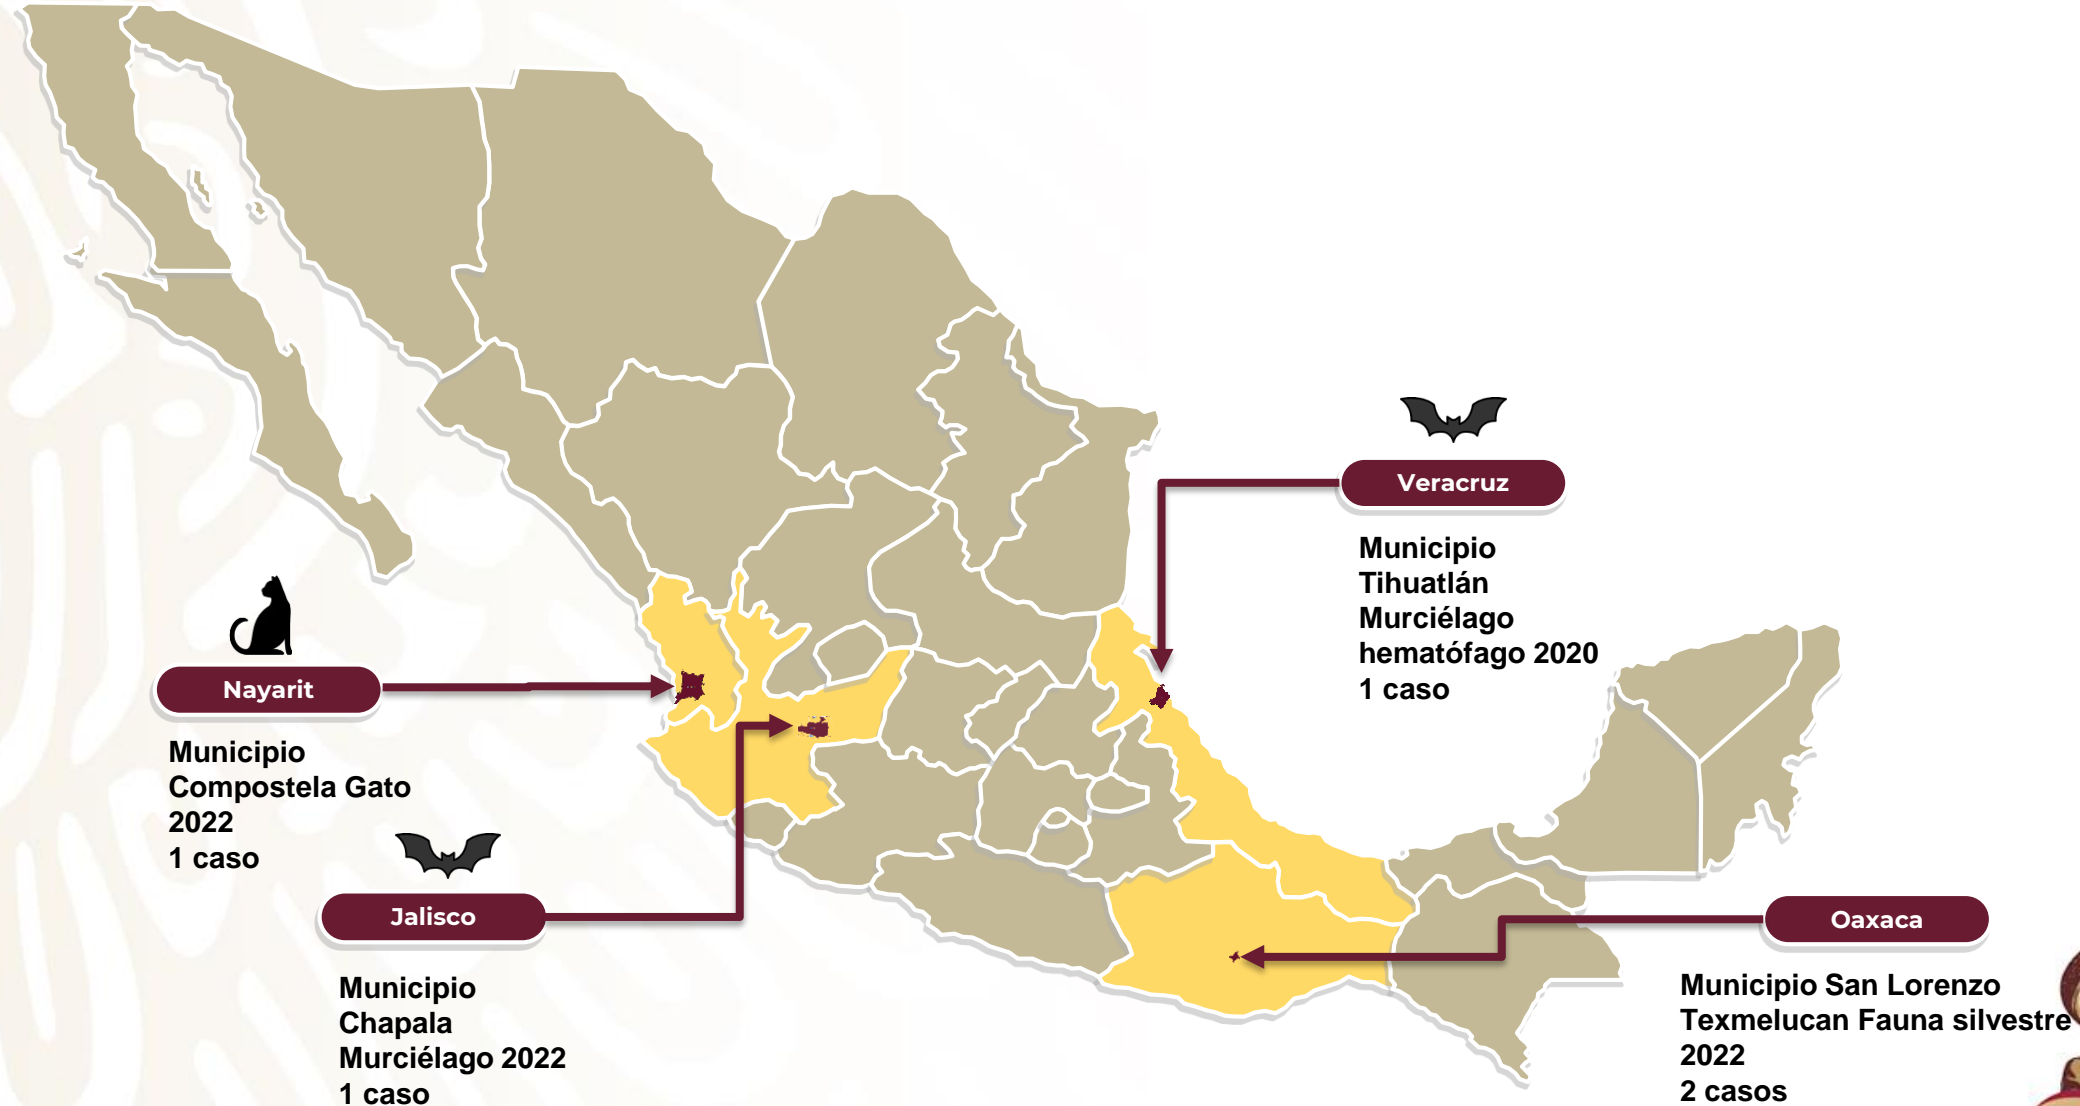 Veracruz
Municipio
Tihuatlán
Murciélago
hematófago 2020
1 caso
Nayarit
Municipio
Compostela Gato
2022
1 caso
Jalisco
Municipio
Chapala
Murciélago 2022
1 caso
Oaxaca
Municipio San Lorenzo
Texmelucan Fauna silvestre
2022
2 casos